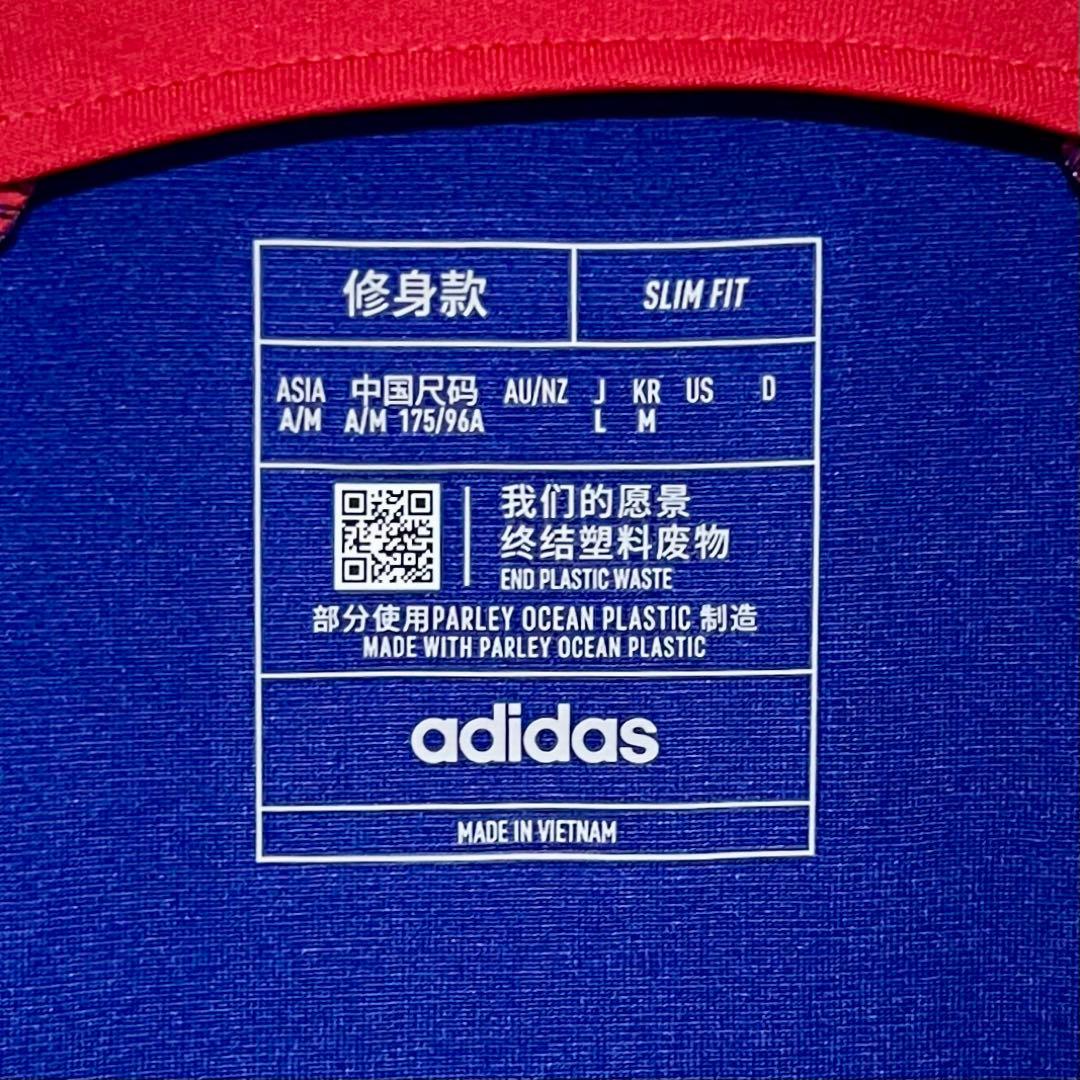 修身款 SLIM FIT
ASIA 中国尺码 AU/NZ J KR US D
A/M A/M 175/96A L M
我们的愿景
终结塑料废物
END PLASTIC WASTE
部分使用PARLEY OCEAN PLASTIC 制造
MADE WITH PARLEY OCEAN PLASTIC
adidas
MADE IN VIETNAM